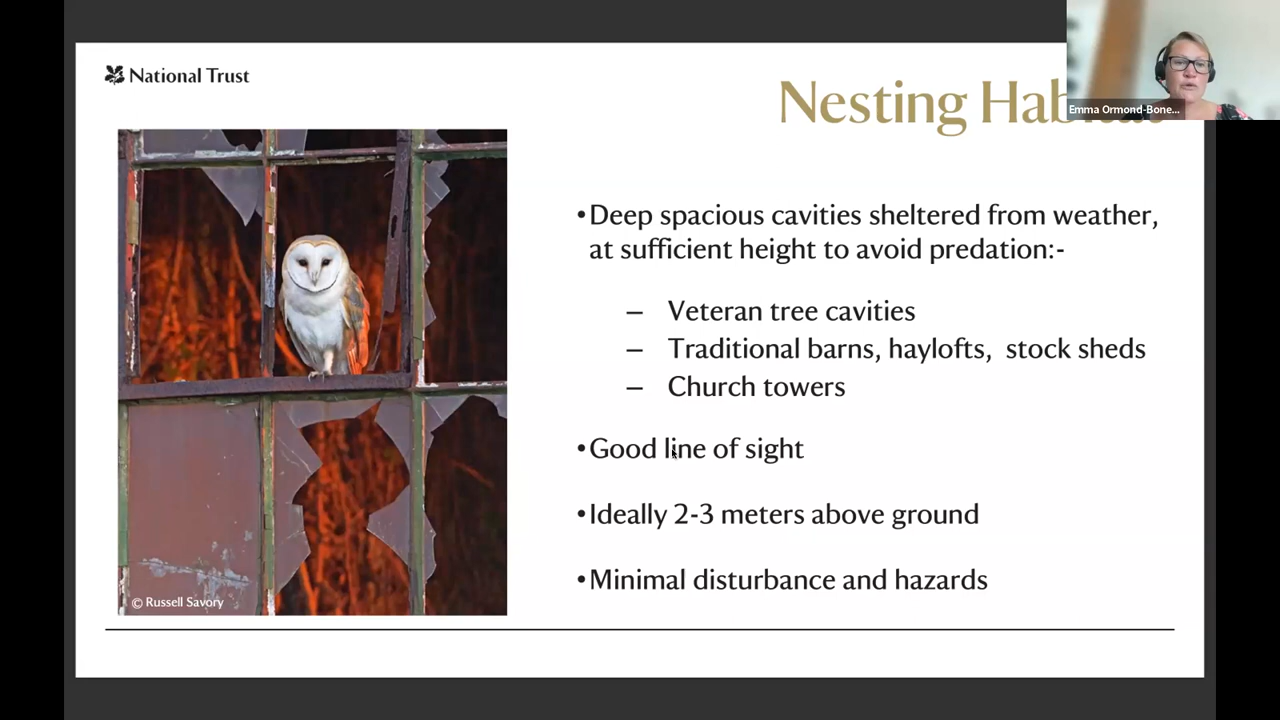 National Trust
Nesting Hab
Emma Ormond-Bone...
•Deep spacious cavities sheltered from weather,
at sufficient height to avoid predation:-
– Veteran tree cavities
– Traditional barns, haylofts, stock sheds
– Church towers
•Good line of sight
•Ideally 2-3 meters above ground
•Minimal disturbance and hazards
© Russell Savory